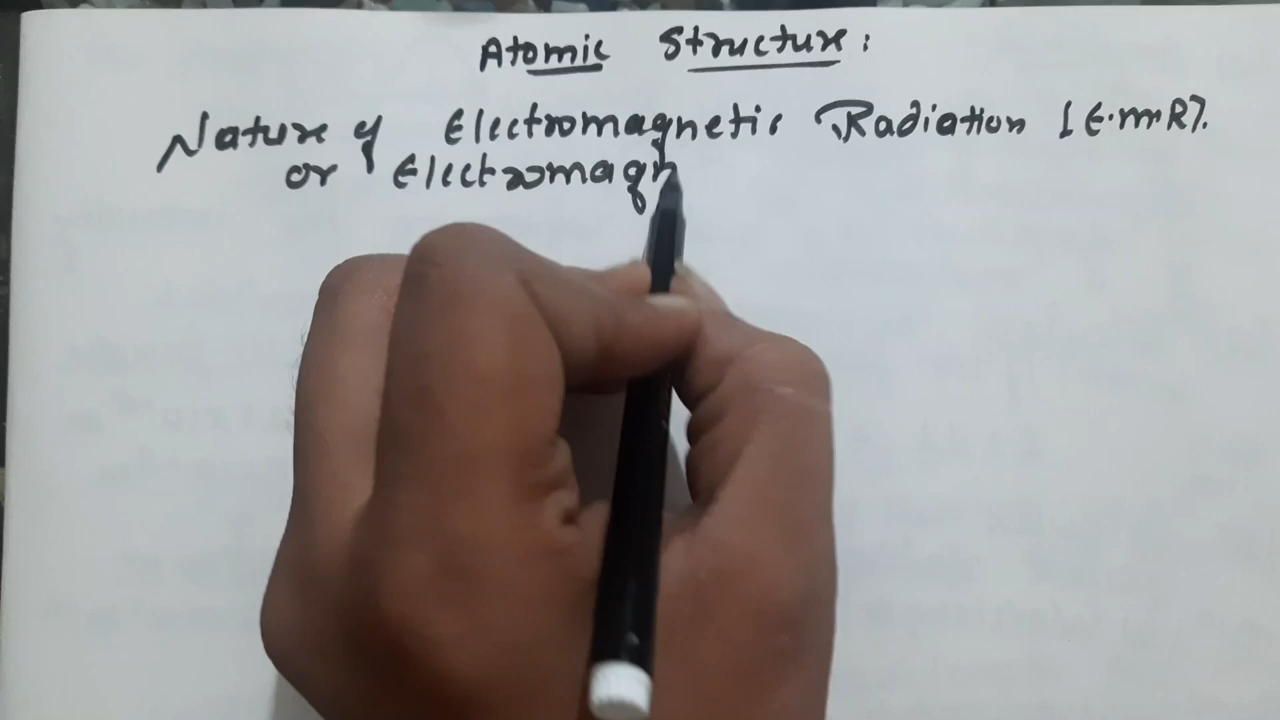 Atomic Structure:
Nature of Electromagnetic Radiation [E.m.R].
or Electromagn